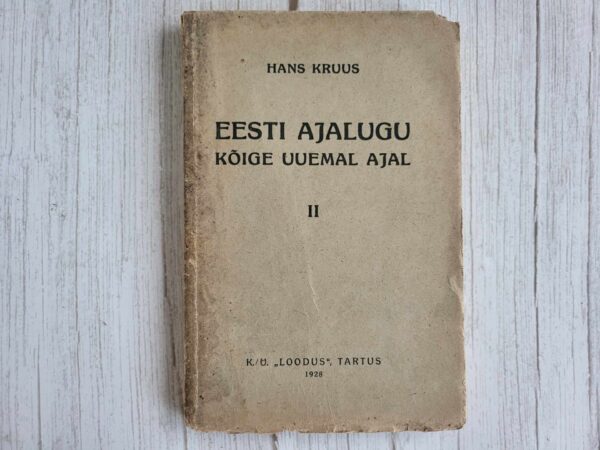 HANS KRUUS
EESTI AJALUGU
KÕIGE UUEMAL AJAL
II
K./Ü. „LOODUS“, TARTUS
1928